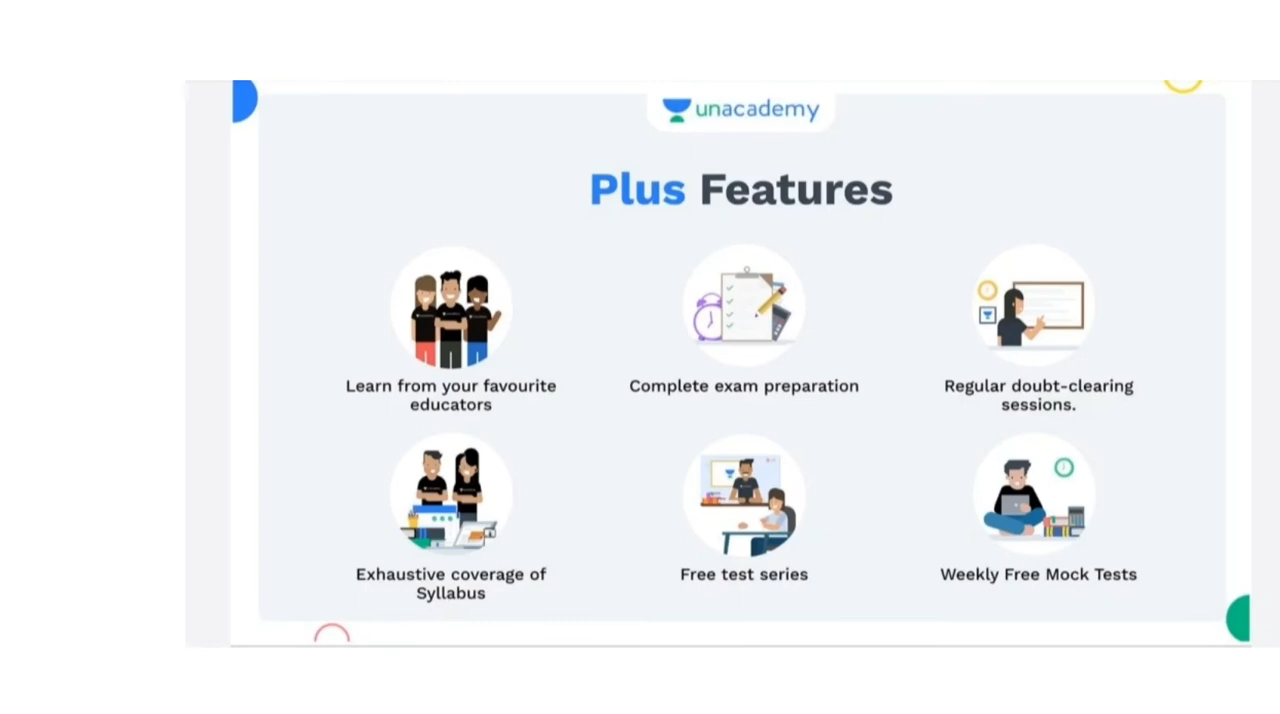 unacademy
Plus Features
Learn from your favourite
educators
Complete exam preparation
Regular doubt-clearing
sessions.
Exhaustive coverage of
Syllabus
Free test series
Weekly Free Mock Tests